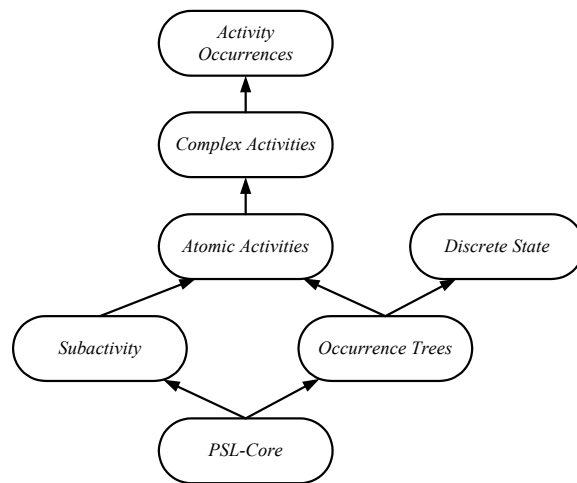 Activity
Occurrences
Complex Activities
Atomic Activities
Discrete State
Subactivity
Occurrence Trees
PSL-Core